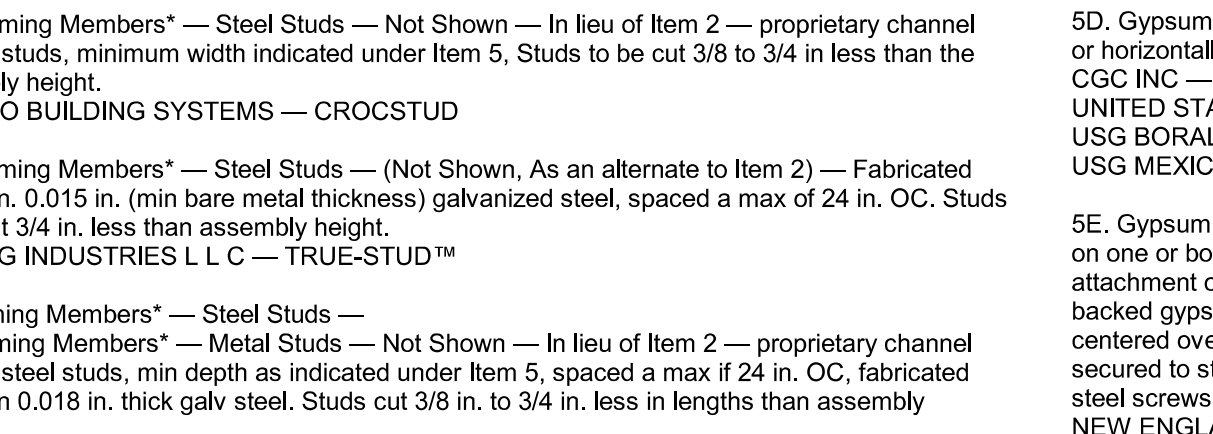 ming Members* — Steel Studs — Not Shown — In lieu of Item 2 — proprietary channel
studs, minimum width indicated under Item 5, Studs to be cut 3/8 to 3/4 in less than the
ly height.
O BUILDING SYSTEMS — CROCSTUD
ming Members* — Steel Studs — (Not Shown, As an alternate to Item 2) — Fabricated
n. 0.015 in. (min bare metal thickness) galvanized steel, spaced a max of 24 in. OC. Studs
t 3/4 in. less than assembly height.
G INDUSTRIES L L C — TRUE-STUD™
ming Members* — Steel Studs —
ming Members* — Metal Studs — Not Shown — In lieu of Item 2 — proprietary channel
steel studs, min depth as indicated under Item 5, spaced a max if 24 in. OC, fabricated
n 0.018 in. thick galv steel. Studs cut 3/8 in. to 3/4 in. less in lengths than assembly
5D. Gypsum
or horizontall
CGC INC —
UNITED STA
USG BORAL
USG MEXIC
5E. Gypsum
on one or bo
attachment o
backed gyps
centered ove
secured to st
steel screws
NEW ENGLA